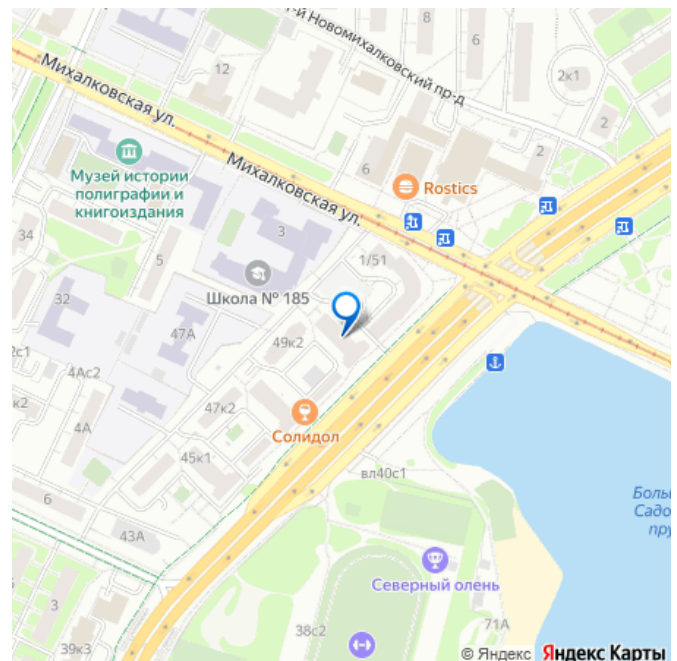 -й Новомихалковский пр-д
8
6
12
2к1
Михалковская ул.
2
6
2
Rostics
Музей истории
полиграфии и
книгоиздания
Михалковская ул.
3
34
5
1/51
Школа № 185
32
47А
49к2
2с1
4Ас2
к2
47к2
4А
Солидол
45к1
вл40с1
6
Боль
Садо
пру
43А
Северный олень
3
38с2
71А
39к3
© Яндекс Яндекс Карты